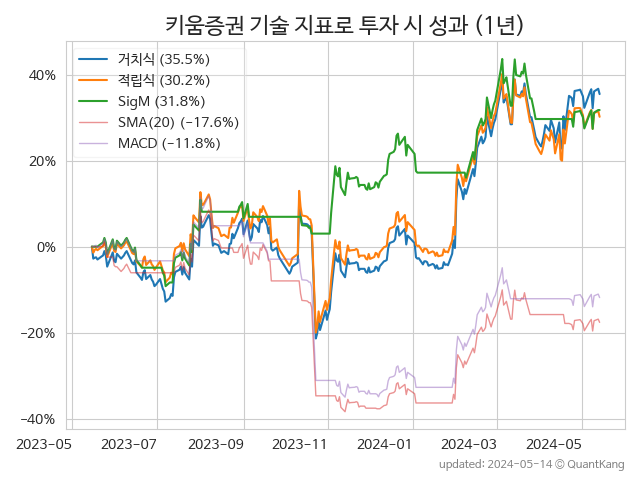 키움증권 기술 지표로 투자 시 성과 (1년)
거치식 (35.5%)
적립식 (30.2%)
SigM (31.8%)
SMA(20) (−17.6%)
MACD (−11.8%)
40%
20%
0%
−20%
−40%
2023-05 2023-07 2023-09 2023-11 2024-01 2024-03 2024-05
updated: 2024-05-14 © QuantKang